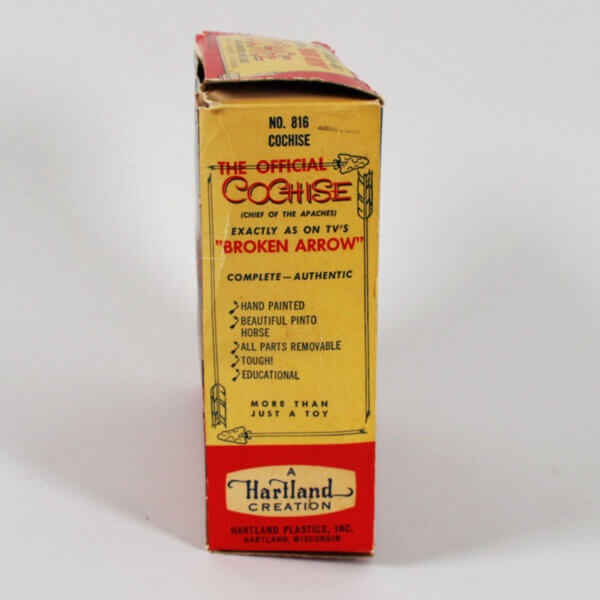 NO. 816
COCHISE
THE OFFICIAL
COCHISE
(CHIEF OF THE APACHES)
EXACTLY AS ON TV'S
"BROKEN ARROW"
COMPLETE—AUTHENTIC
HAND PAINTED
BEAUTIFUL PINTO
HORSE
ALL PARTS REMOVABLE
TOUGH!
EDUCATIONAL
MORE THAN
JUST A TOY
A
Hartland
CREATION
HARTLAND PLASTICS, INC.
HARTLAND, WISCONSIN